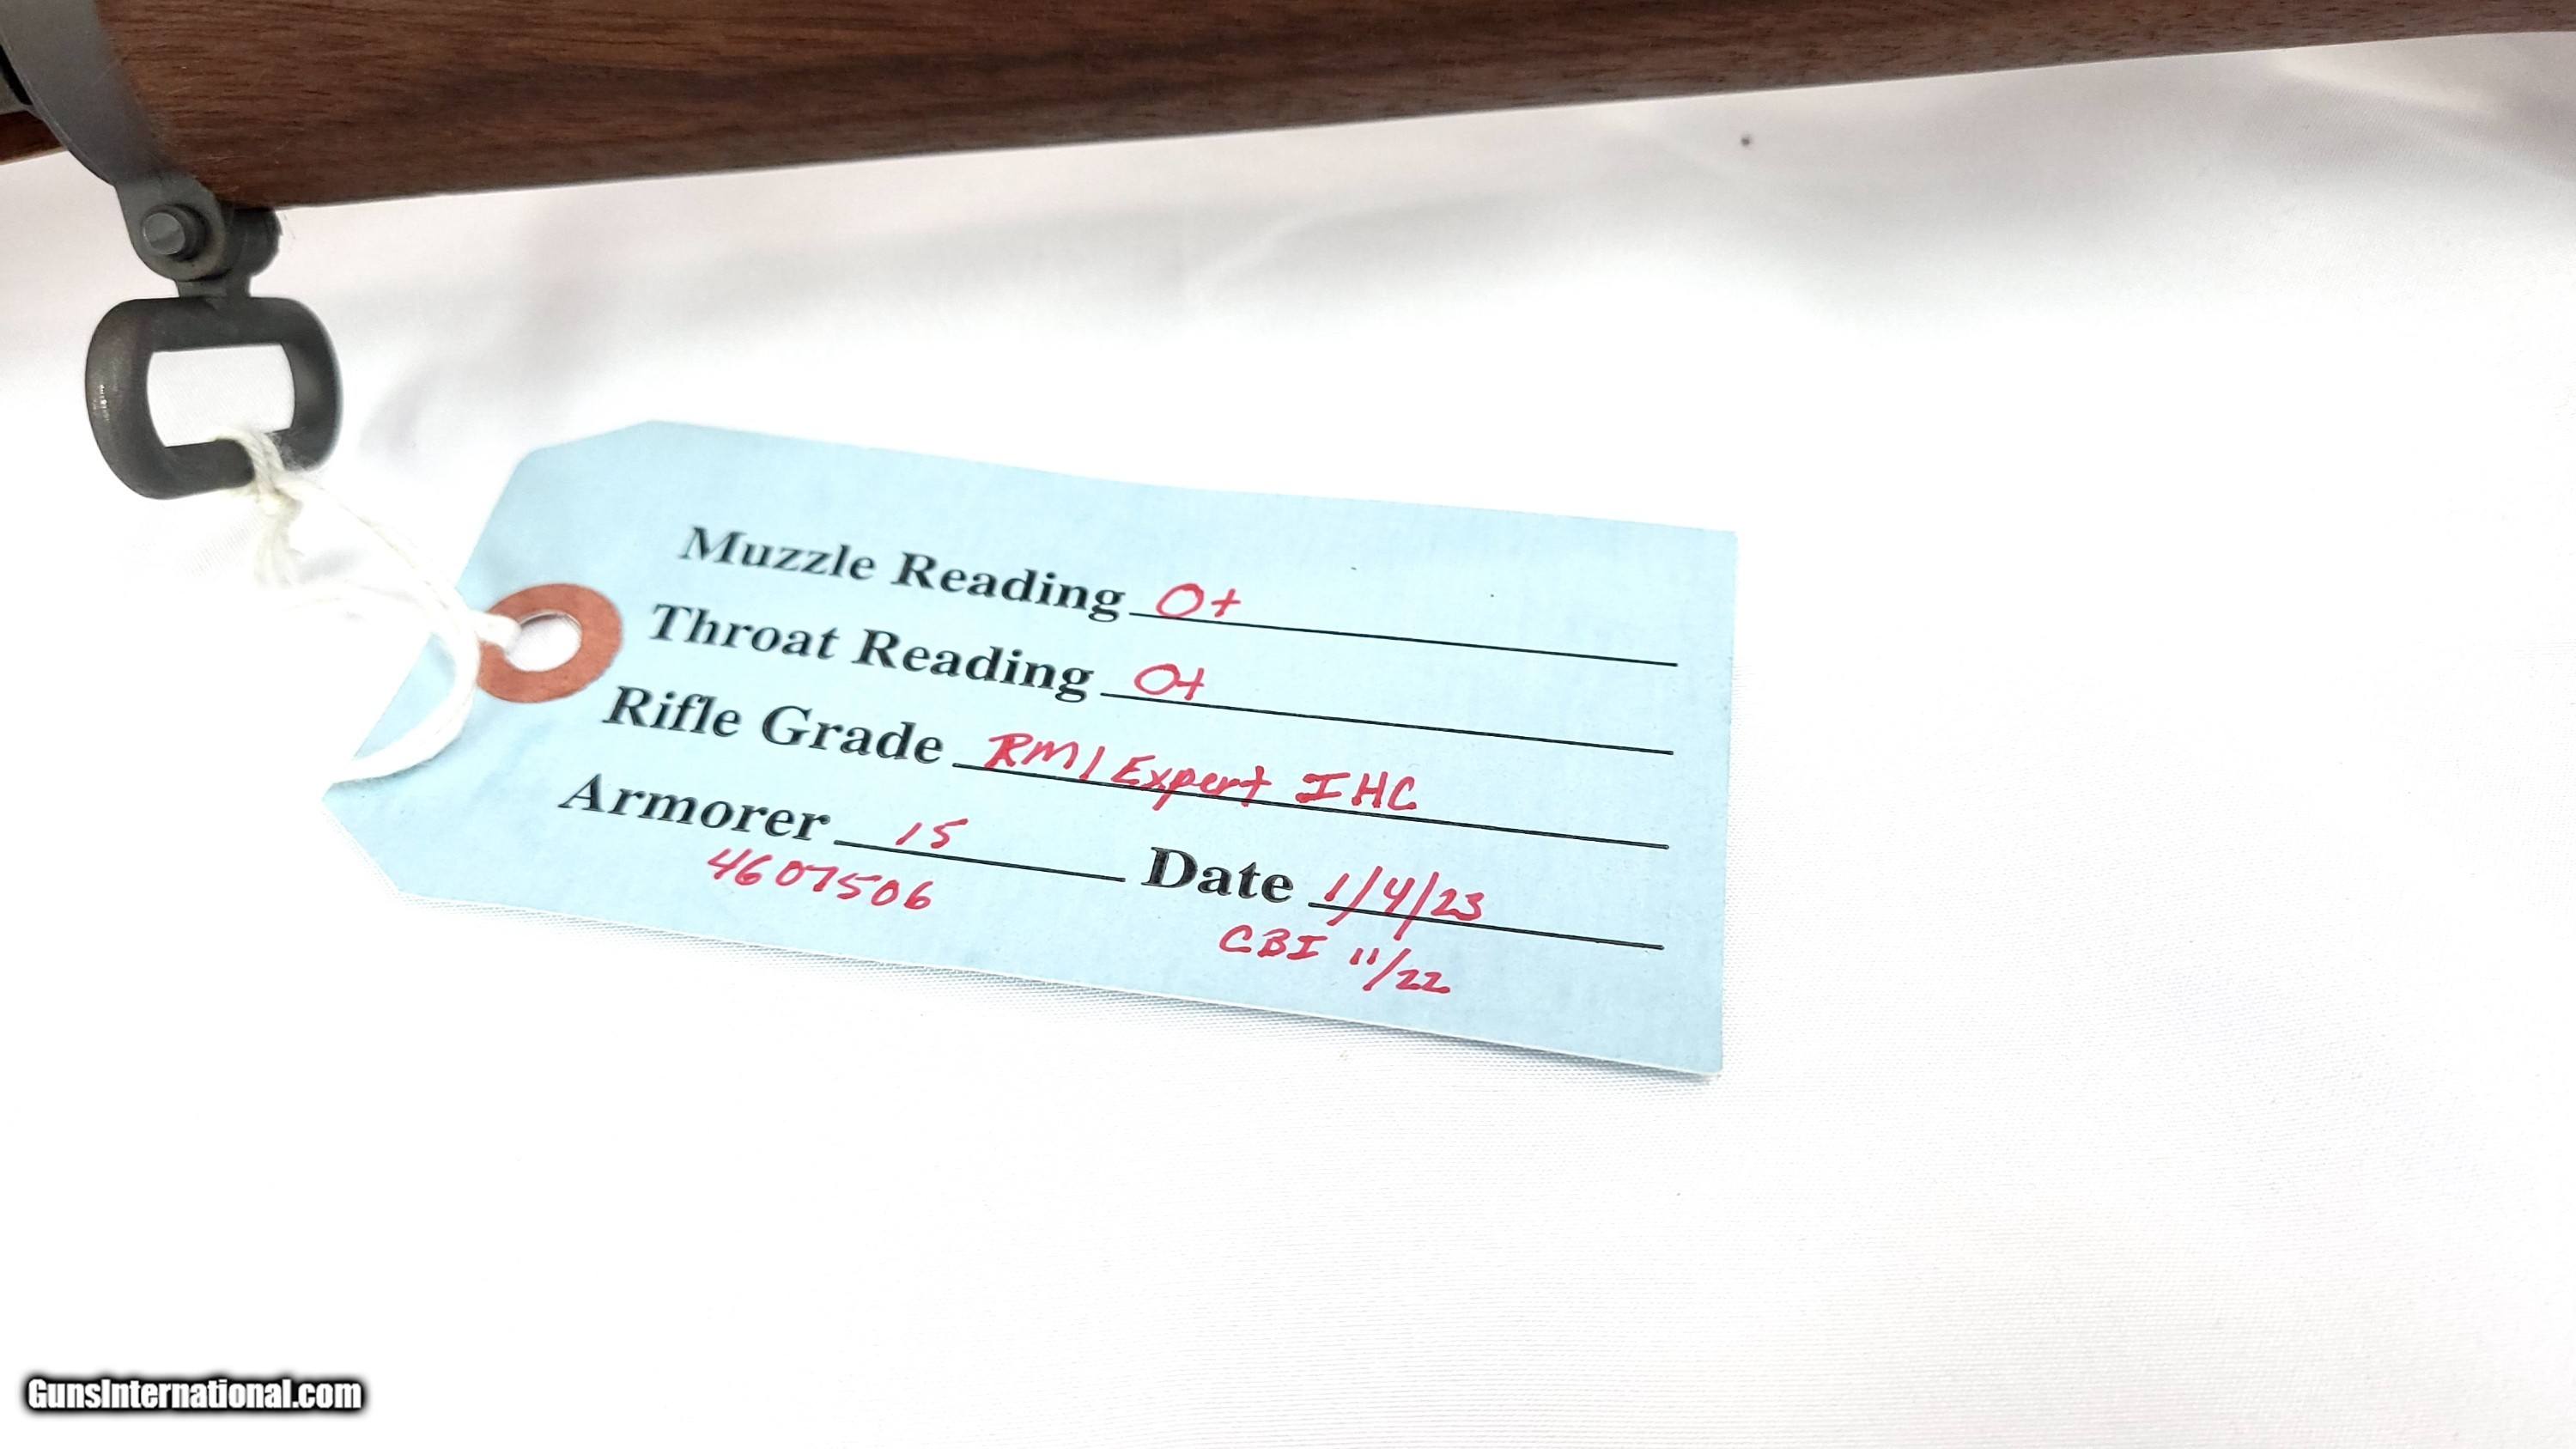 Muzzle Reading 0+
Throat Reading 0+
Rifle Grade RM1 Expert IHC
Armorer 15 Date 1/4/23
4607506 CBI 11/22
GunsInternational.com